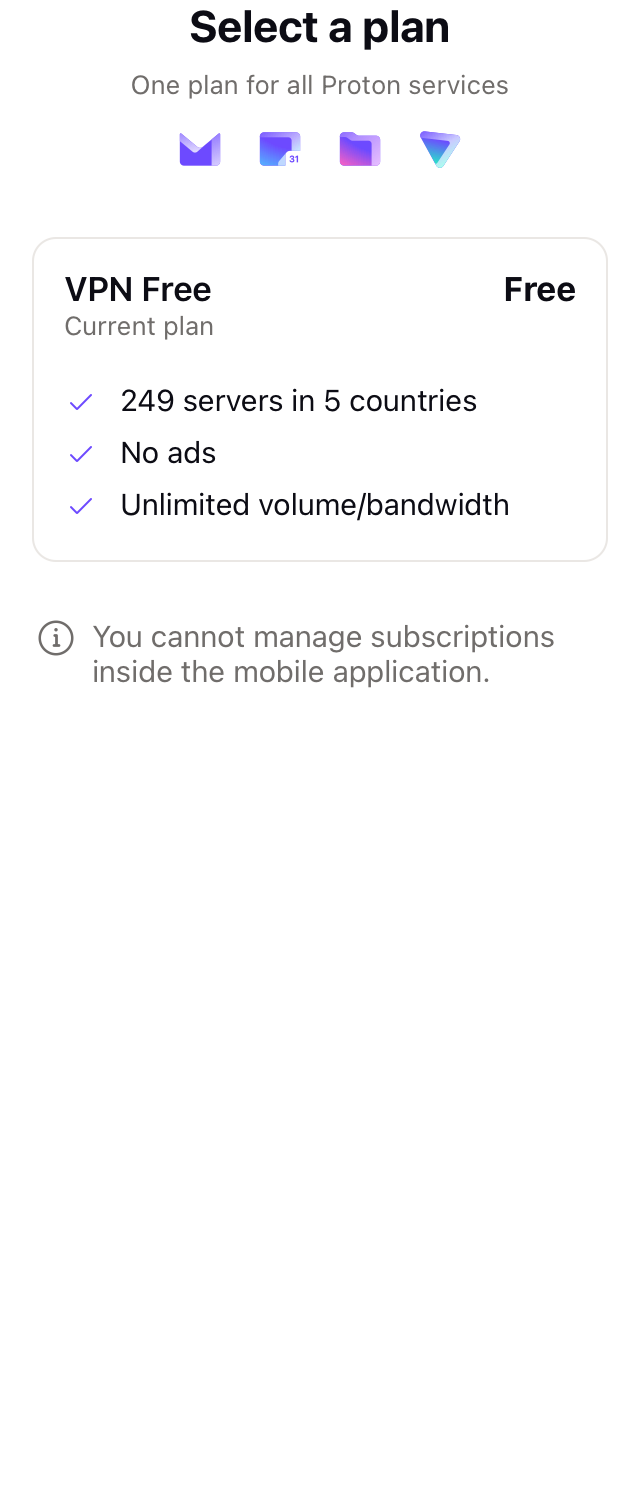 Select a plan
One plan for all Proton services
31
VPN Free
Free
Current plan
249 servers in 5 countries
No ads
Unlimited volume/bandwidth
You cannot manage subscriptions
inside the mobile application.